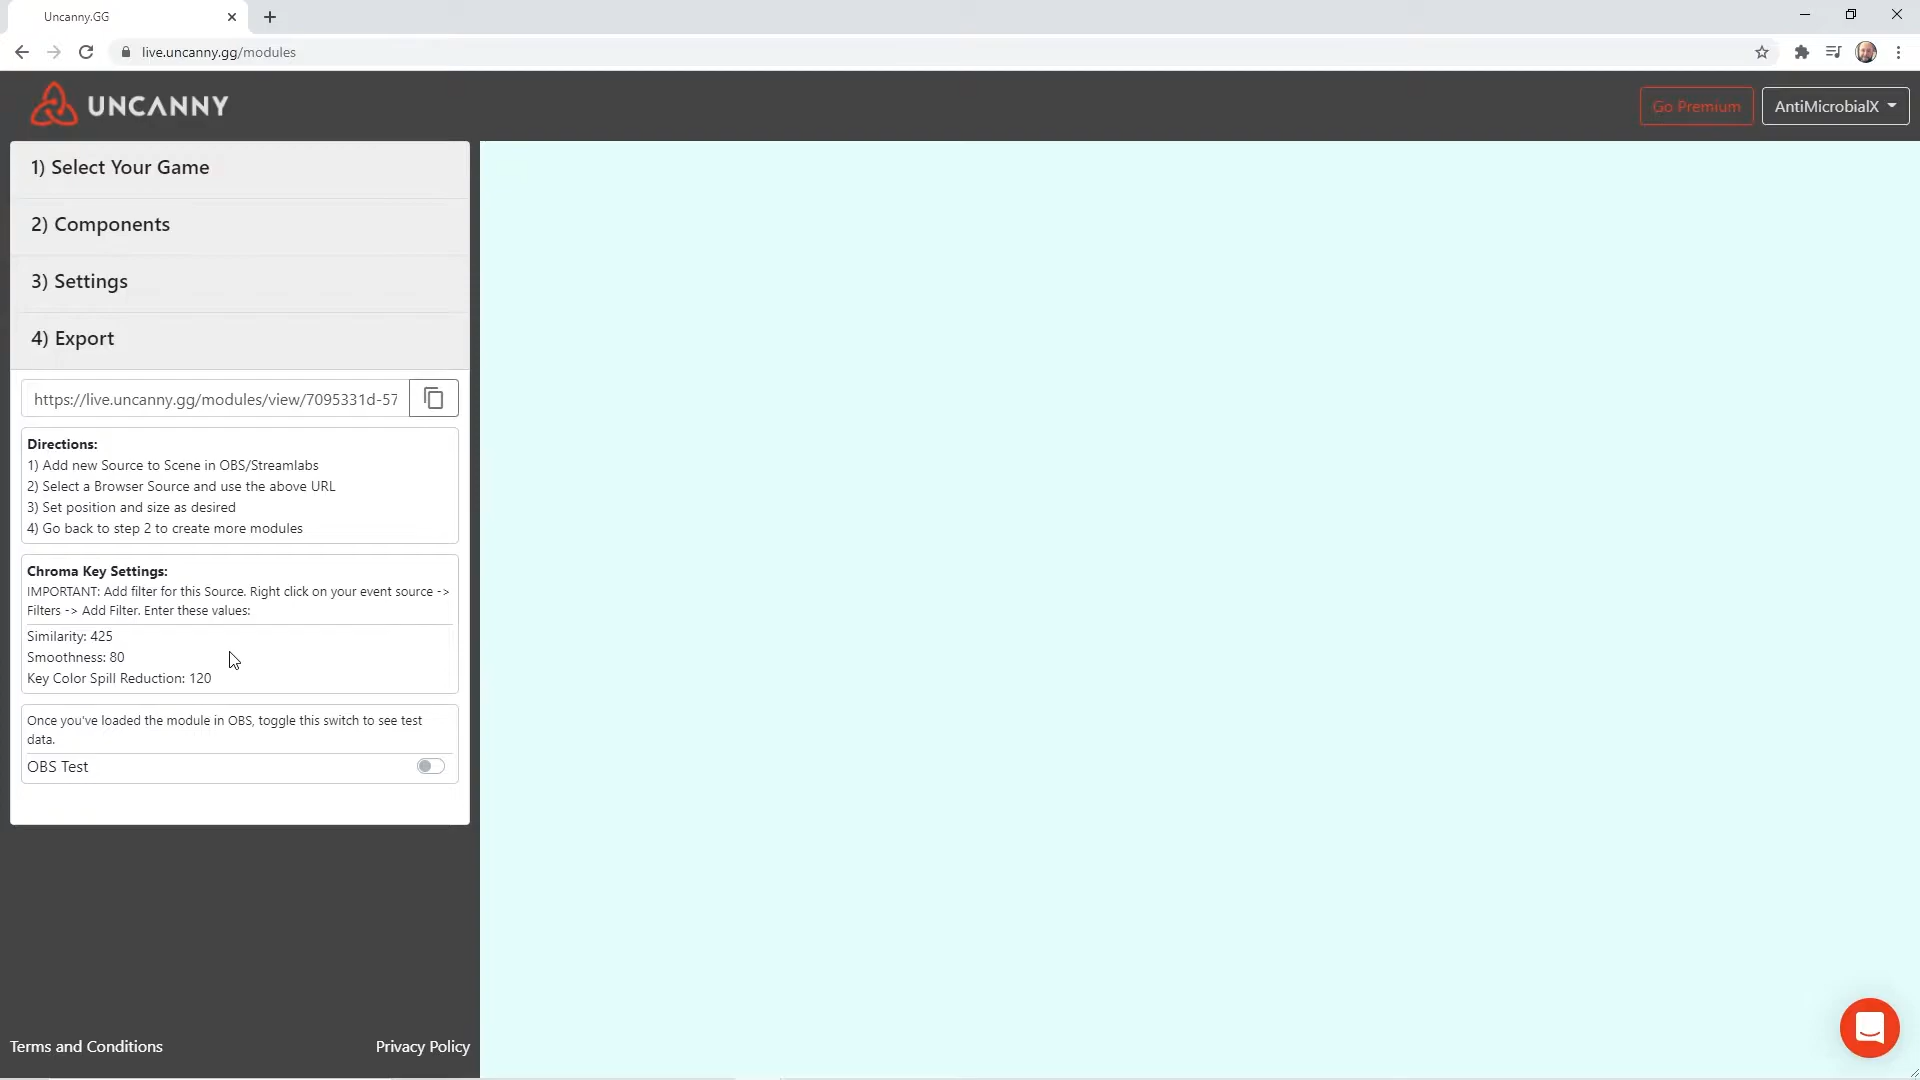 Uncanny.GG
live.uncanny.gg/modules
UNCANNY
Go Premium
AntiMicrobialX
1) Select Your Game
2) Components
3) Settings
4) Export
https://live.uncanny.gg/modules/view/7095331d-57
Directions:
1) Add new Source to Scene in OBS/Streamlabs
2) Select a Browser Source and use the above URL
3) Set position and size as desired
4) Go back to step 2 to create more modules
Chroma Key Settings:
IMPORTANT: Add filter for this Source. Right click on your event source ->
Filters -> Add Filter. Enter these values:
Similarity: 425
Smoothness: 80
Key Color Spill Reduction: 120
Once you've loaded the module in OBS, toggle this switch to see test
data.
OBS Test
Terms and Conditions
Privacy Policy